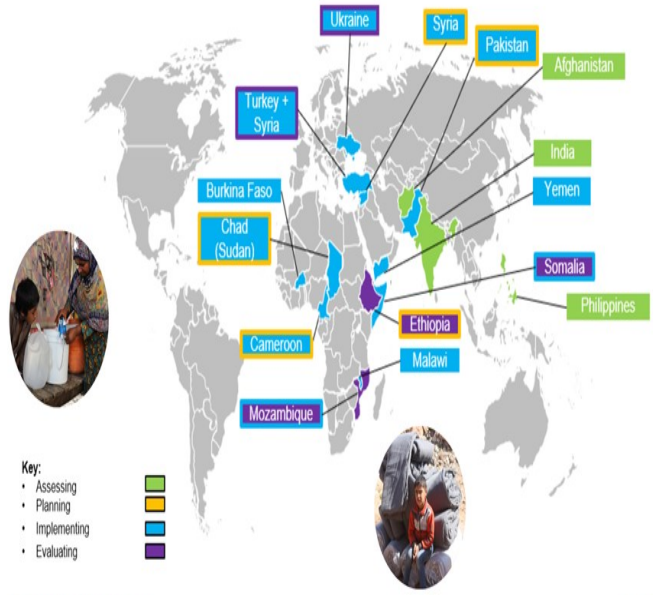 Ukraine
Syria
Pakistan
Afghanistan
Turkey +
Syria
India
Burkina Faso
Yemen
Chad
(Sudan)
Somalia
Philippines
Ethiopia
Cameroon
Malawi
Mozambique
Key:
• Assessing
• Planning
• Implementing
• Evaluating